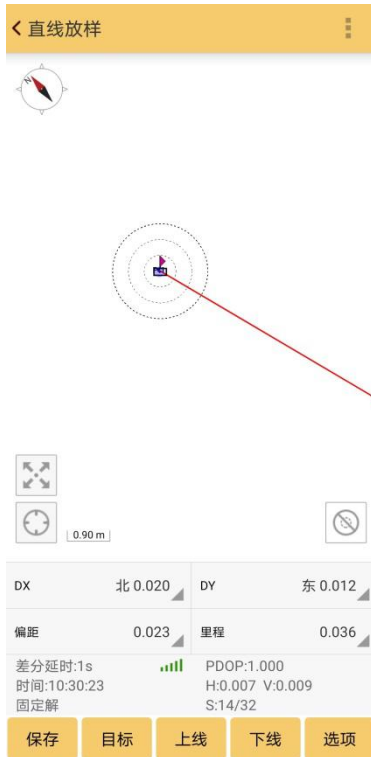 直线放样
N
0.90 m
DX 北 0.020 DY 东 0.012
偏距 0.023 里程 0.036
差分延时:1s PDOP:1.000
时间:10:30:23 H:0.007 V:0.009
固定解 S:14/32
保存 目标 上线 下线 选项